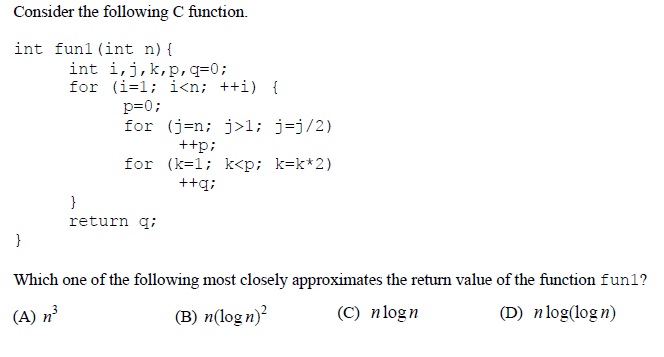 Consider the following C function.
int fun1(int n){
int i,j,k,p,q=0;
for (i=1; i<n; ++i) {
p=0;
for (j=n; j>1; j=j/2)
++p;
for (k=1; k<p; k=k*2)
++q;
}
return q;
}
Which one of the following most closely approximates the return value of the function fun1?
(A) n³ (B) n(log n)² (C) n log n (D) n log(log n)